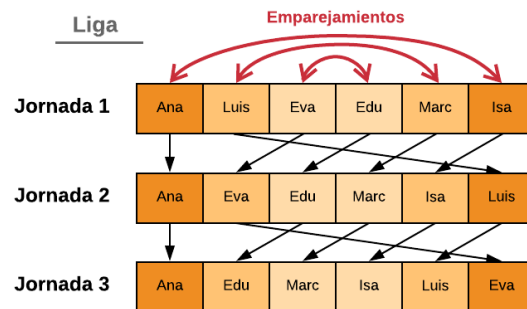 Liga
Emparejamientos
Jornada 1
Ana Luis Eva Edu Marc Isa
Jornada 2
Ana Eva Edu Marc Isa Luis
Jornada 3
Ana Edu Marc Isa Luis Eva